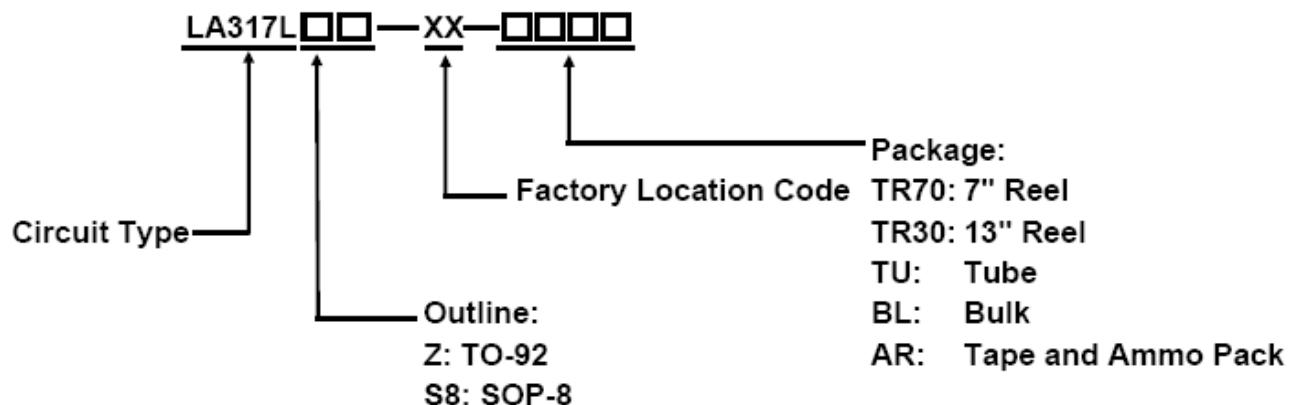 LA317L□□—XX—□□□□
Package:
Factory Location Code
TR70: 7" Reel
Circuit Type
TR30: 13" Reel
TU: Tube
Outline:
BL: Bulk
Z: TO-92
AR: Tape and Ammo Pack
S8: SOP-8